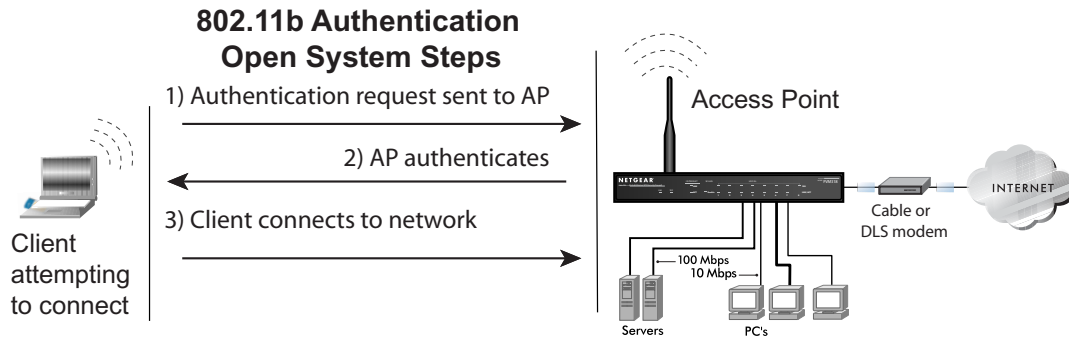 802.11b Authentication
Open System Steps
1) Authentication request sent to AP
2) AP authenticates
3) Client connects to network
Client
attempting
to connect
Access Point
NETGEAR
INTERNET
Cable or
DLS modem
100 Mbps
10 Mbps
Servers
PC's